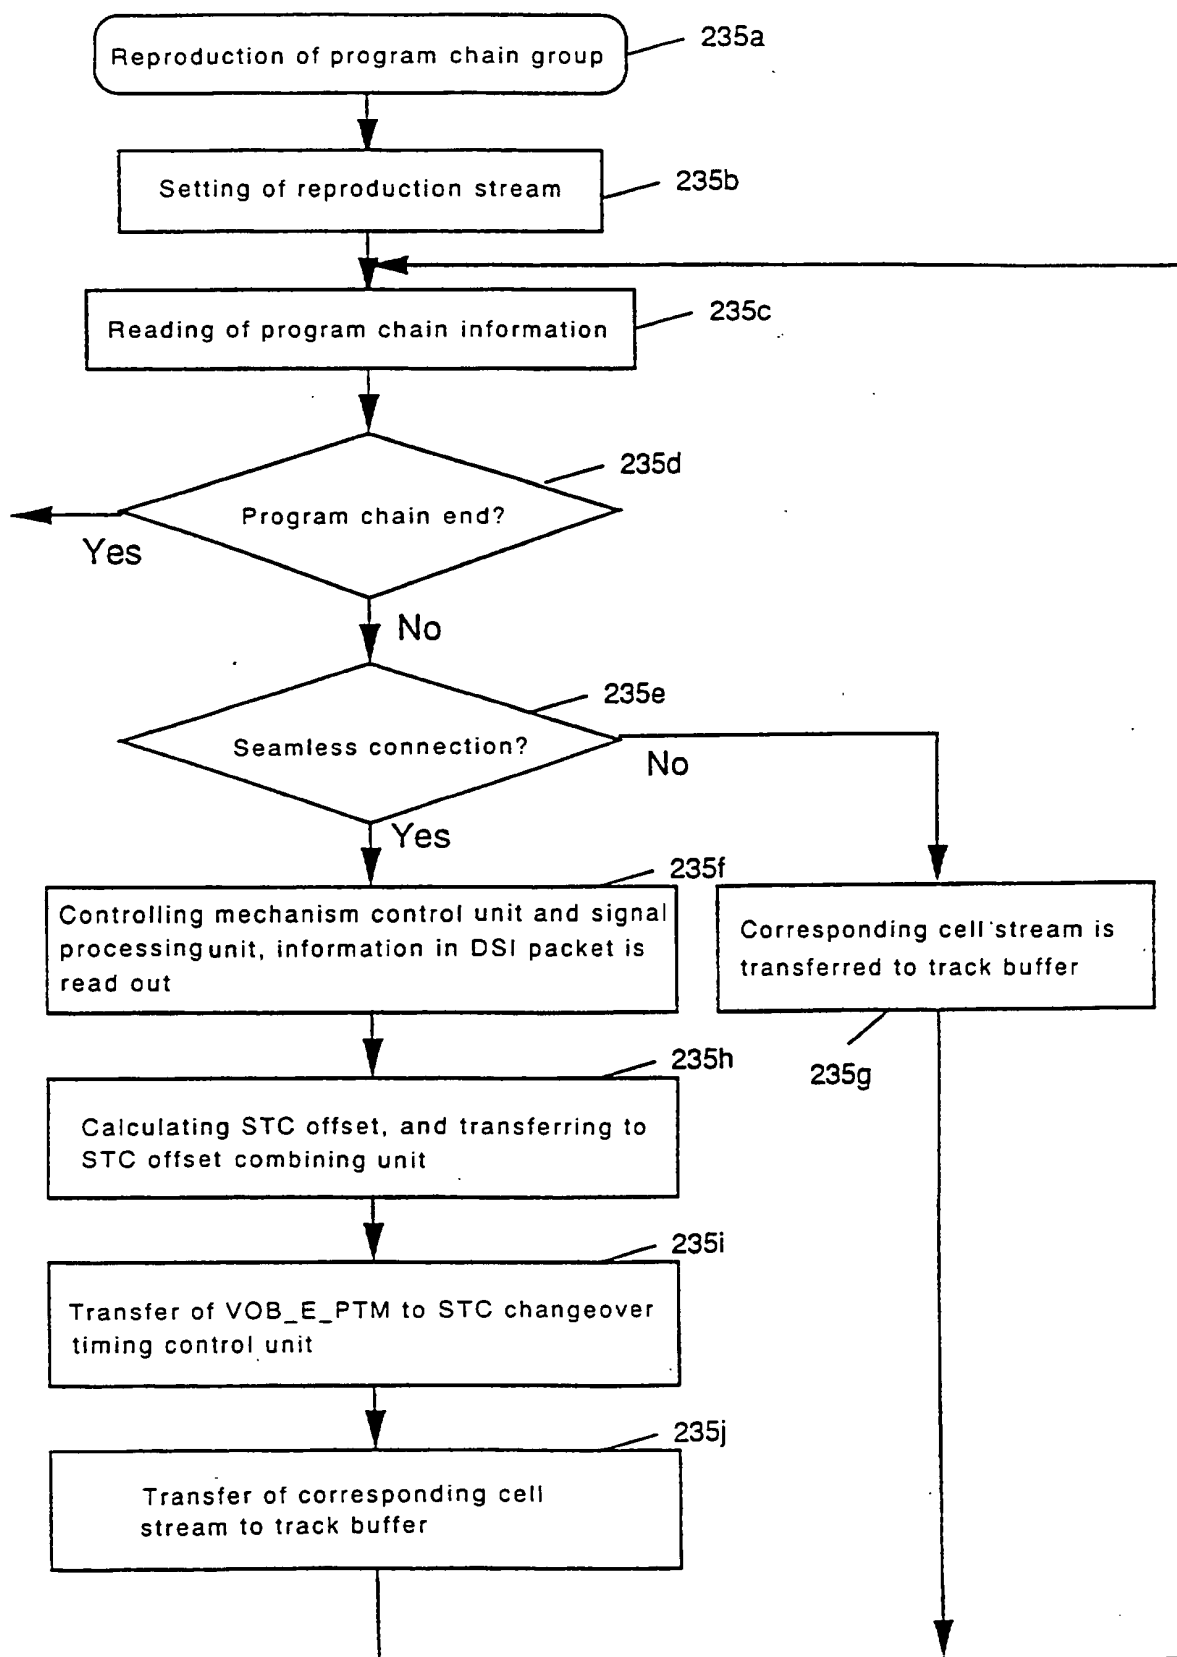 Reproduction of program chain group
235a
Setting of reproduction stream
235b
Reading of program chain information
235c
235d
Program chain end?
Yes
No
235e
Seamless connection?
No
Yes
235f
Controlling mechanism control unit and signal
processing unit, information in DSI packet is
read out
Corresponding cell stream is
transferred to track buffer
235g
235h
Calculating STC offset, and transferring to
STC offset combining unit
235i
Transfer of VOB_E_PTM to STC changeover
timing control unit
235j
Transfer of corresponding cell
stream to track buffer